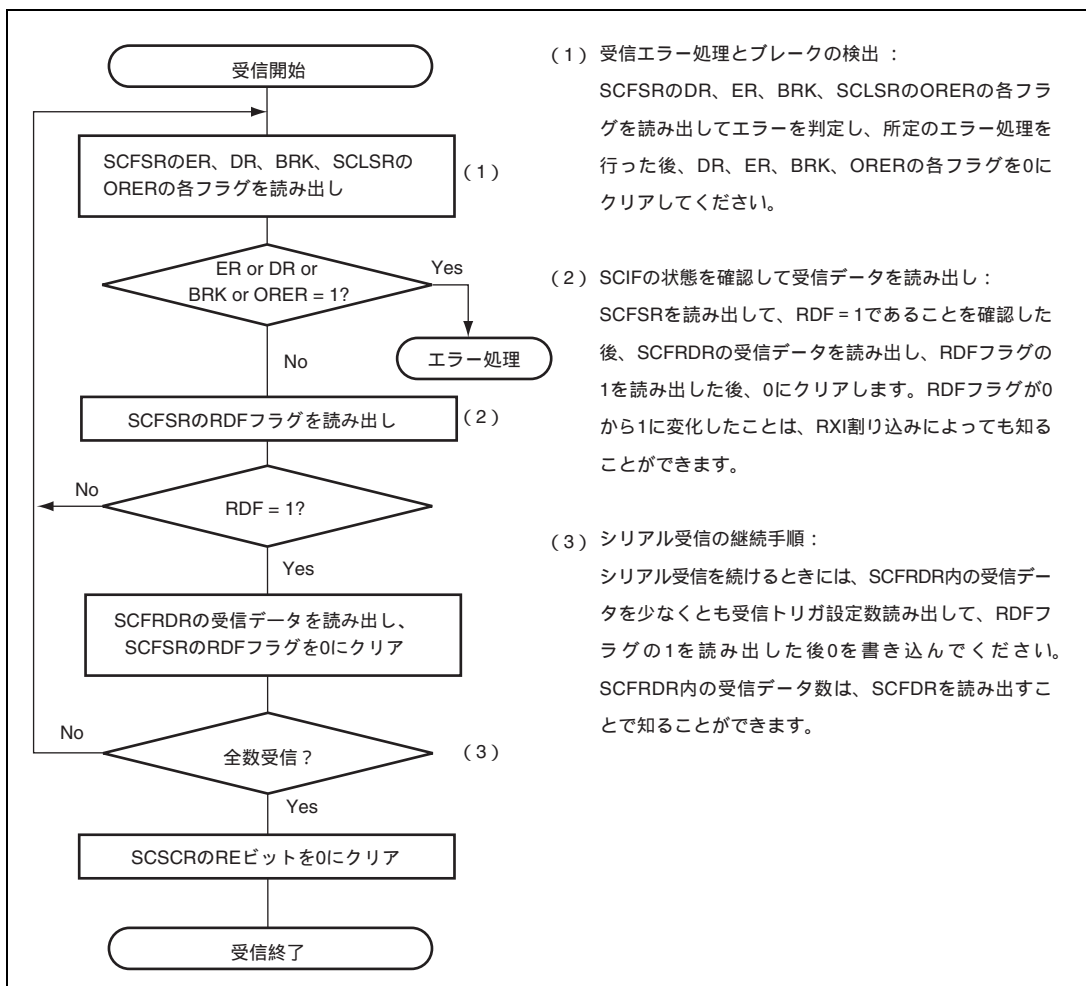 受信開始
SCFSRのER、DR、BRK、SCLSRの
ORERの各フラグを読み出し
(1)
ER or DR or
BRK or ORER = 1?
Yes
エラー処理
No
SCFSRのRDFフラグを読み出し
(2)
No
RDF = 1?
Yes
SCFRDRの受信データを読み出し、
SCFSRのRDFフラグを0にクリア
No
全数受信？
(3)
Yes
SCSCRのREビットを0にクリア
受信終了
(1) 受信エラー処理とブレークの検出：
SCFSRのDR、ER、BRK、SCLSRのORERの各フラ
グを読み出してエラーを判定し、所定のエラー処理を
行った後、DR、ER、BRK、ORERの各フラグを0に
クリアしてください。
(2) SCIFの状態を確認して受信データを読み出し：
SCFSRを読み出して、RDF = 1であることを確認した
後、SCFRDRの受信データを読み出し、RDFフラグの
1を読み出した後、0にクリアします。RDFフラグが0
から1に変化したことは、RXI割り込みによっても知る
ことができます。
(3) シリアル受信の継続手順：
シリアル受信を続けるときには、SCFRDR内の受信デー
タを少なくとも受信トリガ設定数読み出して、RDFフ
ラグの1を読み出した後0を書き込んでください。
SCFRDR内の受信データ数は、SCFDRを読み出すこ
とで知ることができます。